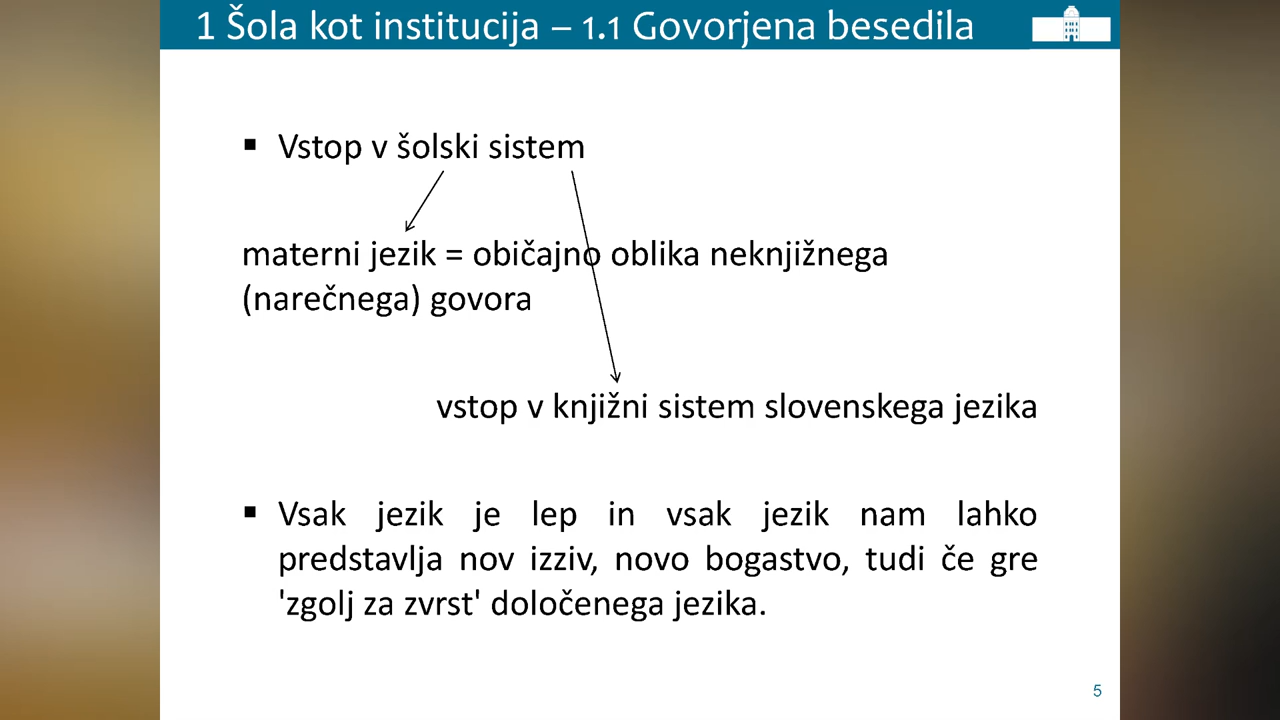 1 Šola kot institucija – 1.1 Govorjena besedila
▪ Vstop v šolski sistem
materni jezik = običajno oblika neknjižnega
(narečnega) govora
vstop v knjižni sistem slovenskega jezika
▪ Vsak jezik je lep in vsak jezik nam lahko
predstavlja nov izziv, novo bogastvo, tudi če gre
'zgolj za zvrst' določenega jezika.
5